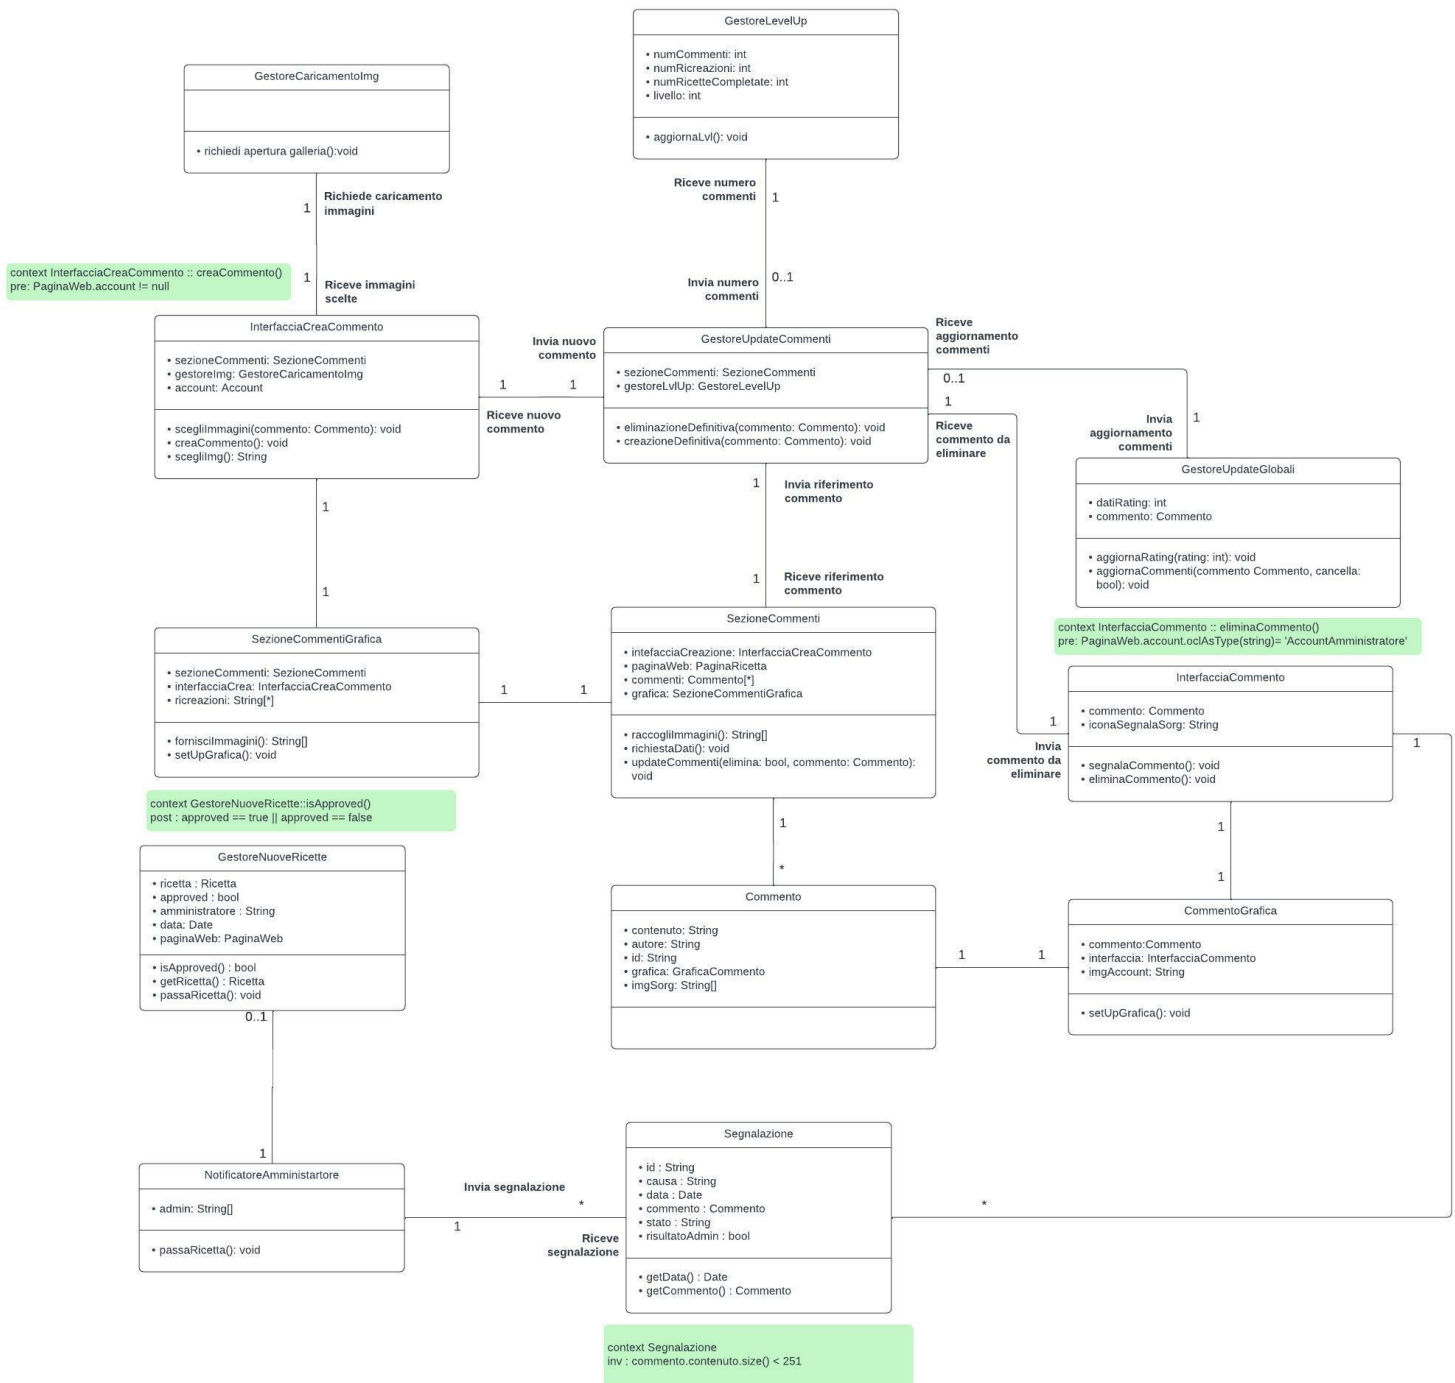 GestoreLevelUp
• numCommenti: int
• numRicreazioni: int
• numRicetteCompletate: int
• livello: int
• aggiornaLvl(): void
GestoreCaricamentoImg
• richiedi apertura galleria():void
Richiede caricamento
immagini
1
Riceve numero
commenti
1
context InterfacciaCreaCommento :: creaCommento()
pre: PaginaWeb.account != null
1
Riceve immagini
scelte
Invia numero
commenti
0..1
InterfacciaCreaCommento
• sezioneCommenti: SezioneCommenti
• gestoreImg: GestoreCaricamentoImg
• account: Account
• scegliImmagini(commento: Commento): void
• creaCommento(): void
• scegliImg(): String
Invia nuovo
commento
1
1
Riceve nuovo
commento
GestoreUpdateCommenti
• sezioneCommenti: SezioneCommenti
• gestoreLvlUp: GestoreLevelUp
• eliminazioneDefinitiva(commento: Commento): void
• creazioneDefinitiva(commento: Commento): void
Riceve
aggiornamento
commenti
0..1
1
Riceve
commento da
eliminare
Invia
aggiornamento
commenti
1
GestoreUpdateGlobali
• datiRating: int
• commento: Commento
• aggiornaRating(rating: int): void
• aggiornaCommenti(commento Commento, cancella:
bool): void
1
Invia riferimento
commento
1
1
1
Riceve riferimento
commento
context InterfacciaCommento :: eliminaCommento()
pre: PaginaWeb.account.oclAsType(string)= 'AccountAmministratore'
SezioneCommentiGrafica
• sezioneCommenti: SezioneCommenti
• interfacciaCrea: InterfacciaCreaCommento
• ricreazioni: String[*]
• fornisciImmagini(): String[]
• setUpGrafica(): void
1
1
SezioneCommenti
• intefacciaCreazione: InterfacciaCreaCommento
• paginaWeb: PaginaRicetta
• commenti: Commento[*]
• grafica: SezioneCommentiGrafica
• raccogliImmagini(): String[]
• richiestaDati(): void
• updateCommenti(elimina: bool, commento: Commento):
void
InterfacciaCommento
• commento: Commento
• iconaSegnalaSorg: String
• segnalaCommento(): void
• eliminaCommento(): void
1
Invia
commento da
eliminare
1
context GestoreNuoveRicette::isApproved()
post : approved == true || approved == false
1
*
1
1
GestoreNuoveRicette
• ricetta : Ricetta
• approved : bool
• amministratore : String
• data: Date
• paginaWeb: PaginaWeb
• isApproved() : bool
• getRicetta() : Ricetta
• passaRicetta(): void
0..1
Commento
• contenuto: String
• autore: String
• id: String
• grafica: GraficaCommento
• imgSorg: String[]
1
1
CommentoGrafica
• commento:Commento
• interfaccia: InterfacciaCommento
• imgAccount: String
• setUpGrafica(): void
1
NotificatoreAmministartore
• admin: String[]
• passaRicetta(): void
Invia segnalazione
1
*
Riceve
segnalazione
Segnalazione
• id : String
• causa : String
• data : Date
• commento : Commento
• stato : String
• risultatoAdmin : bool
• getData() : Date
• getCommento() : Commento
*
context Segnalazione
inv : commento.contenuto.size() < 251